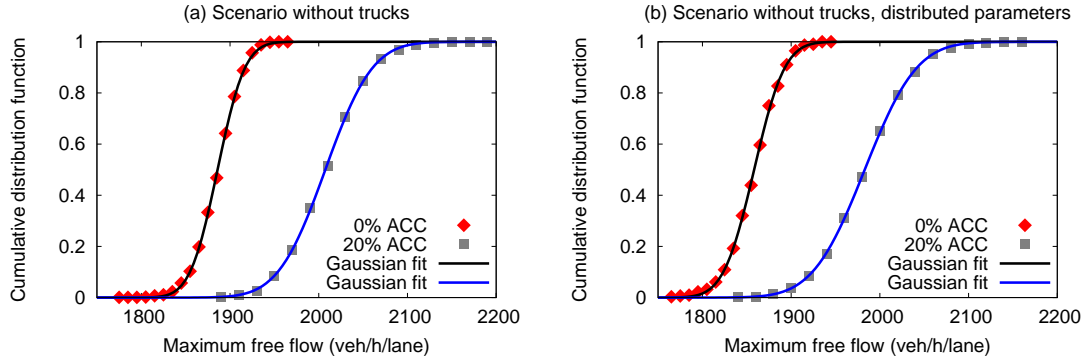 (a) Scenario without trucks
Cumulative distribution function
1
0.8
0.6
0.4
0.2
0
0% ACC
20% ACC
Gaussian fit
Gaussian fit
1800 1900 2000 2100 2200
Maximum free flow (veh/h/lane)
(b) Scenario without trucks, distributed parameters
Cumulative distribution function
1
0.8
0.6
0.4
0.2
0
0% ACC
20% ACC
Gaussian fit
Gaussian fit
1800 1900 2000 2100 2200
Maximum free flow (veh/h/lane)